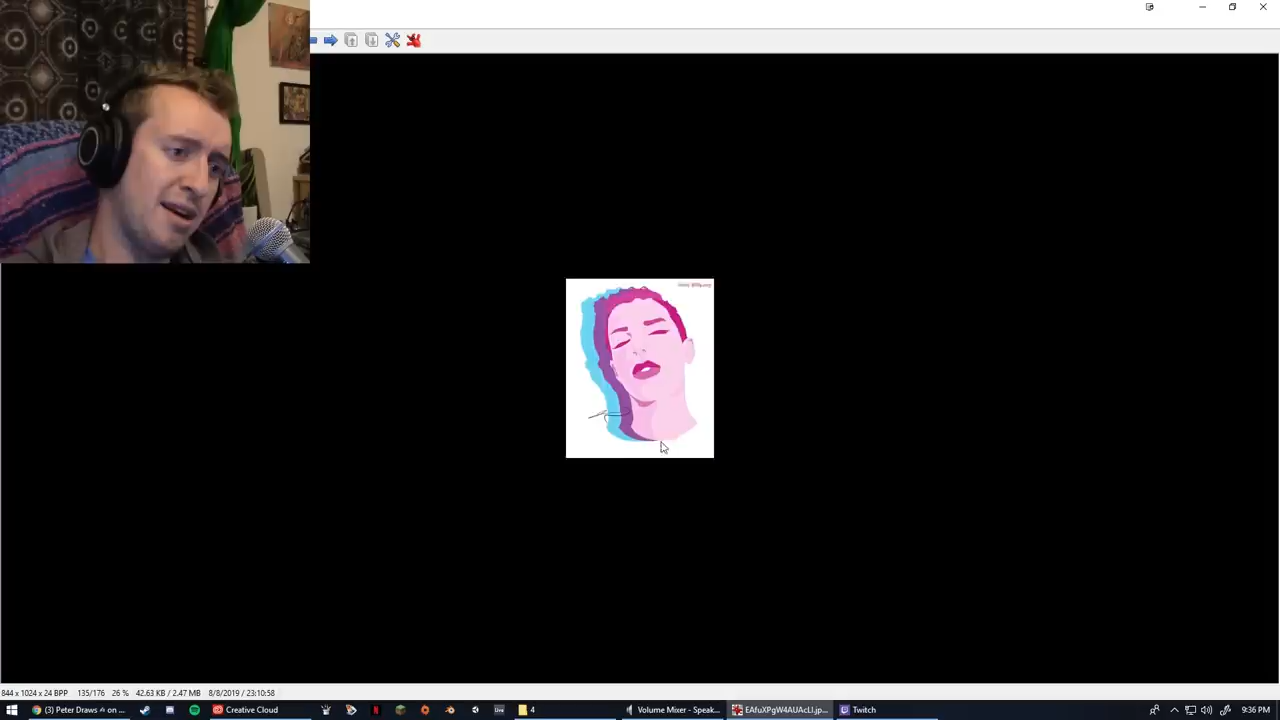 844 x 1024 x 24 BPP 135/176 26 % 42.63 KB / 2.47 MB 8/8/2019 / 23:10:58
(3) Peter Draws on ... Creative Cloud Live 4 Volume Mixer - Speak... EAfuXPgW4AUAcLI.jp... Twitch 9:36 PM